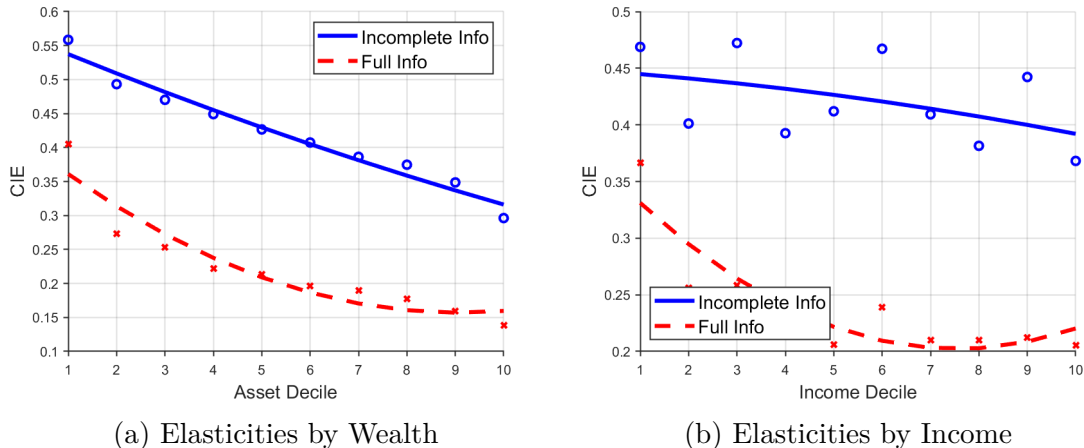 0.6
0.55
0.5
0.45
0.4
0.35
0.3
0.25
0.2
0.15
0.1
CIE
Incomplete Info
Full Info
1 2 3 4 5 6 7 8 9 10
Asset Decile
(a) Elasticities by Wealth
0.5
0.45
0.4
0.35
0.3
0.25
0.2
CIE
Incomplete Info
Full Info
1 2 3 4 5 6 7 8 9 10
Income Decile
(b) Elasticities by Income